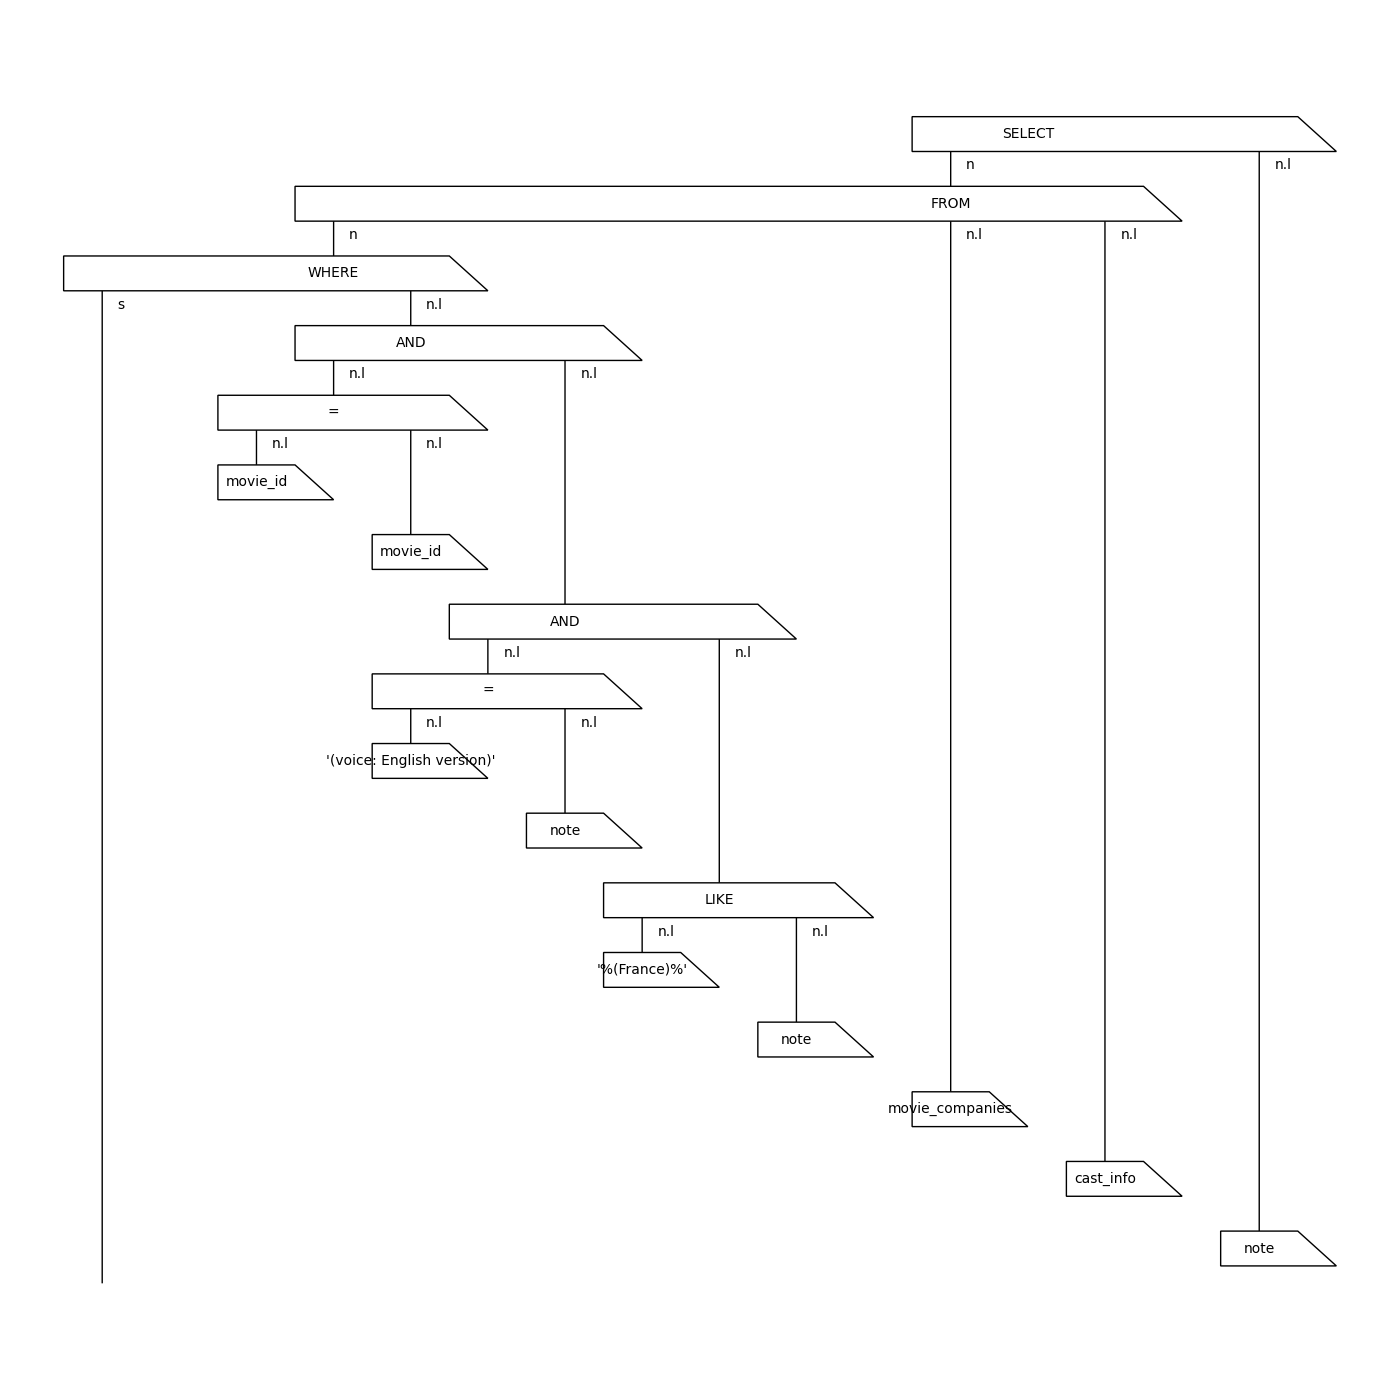 SELECT
n n.l
FROM
n n.l n.l
WHERE
s n.l
AND
n.l n.l
=
n.l n.l
movie_id
movie_id
AND
n.l n.l
=
n.l n.l
'(voice: English version)'
note
LIKE
n.l n.l
'%(France)%'
note
movie_companies
cast_info
note